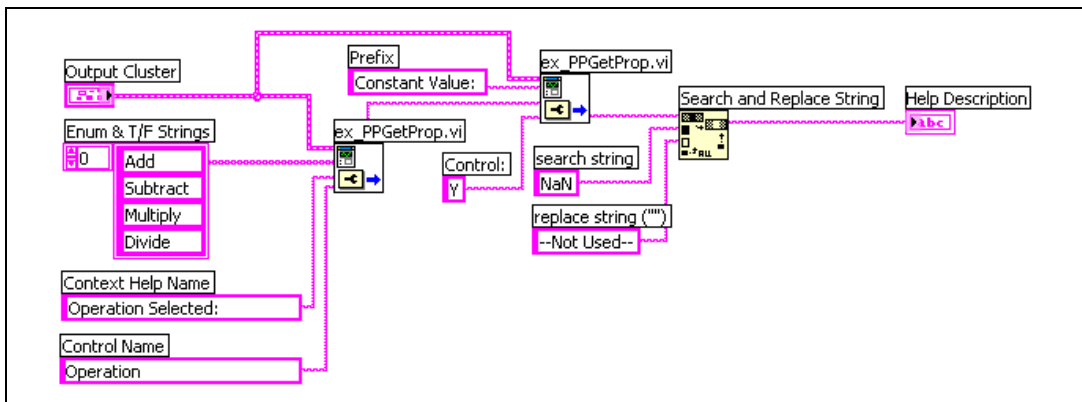 Output Cluster
Enum & T/F Strings
0
Add
Subtract
Multiply
Divide
Context Help Name
Operation Selected:
Control Name
Operation
ex_PPGetProp.vi
Prefix
Constant Value:
Control:
Y
ex_PPGetProp.vi
search string
NaN
replace string ("")
--Not Used--
Search and Replace String
ALL
Help Description
abc